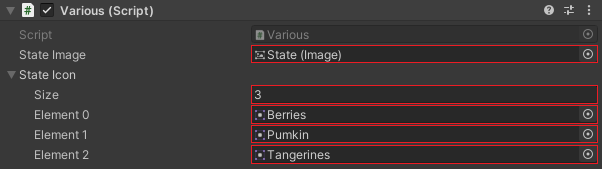 Various (Script)
Script Various
State Image State (Image)
State Icon
Size 3
Element 0 Berries
Element 1 Pumkin
Element 2 Tangerines